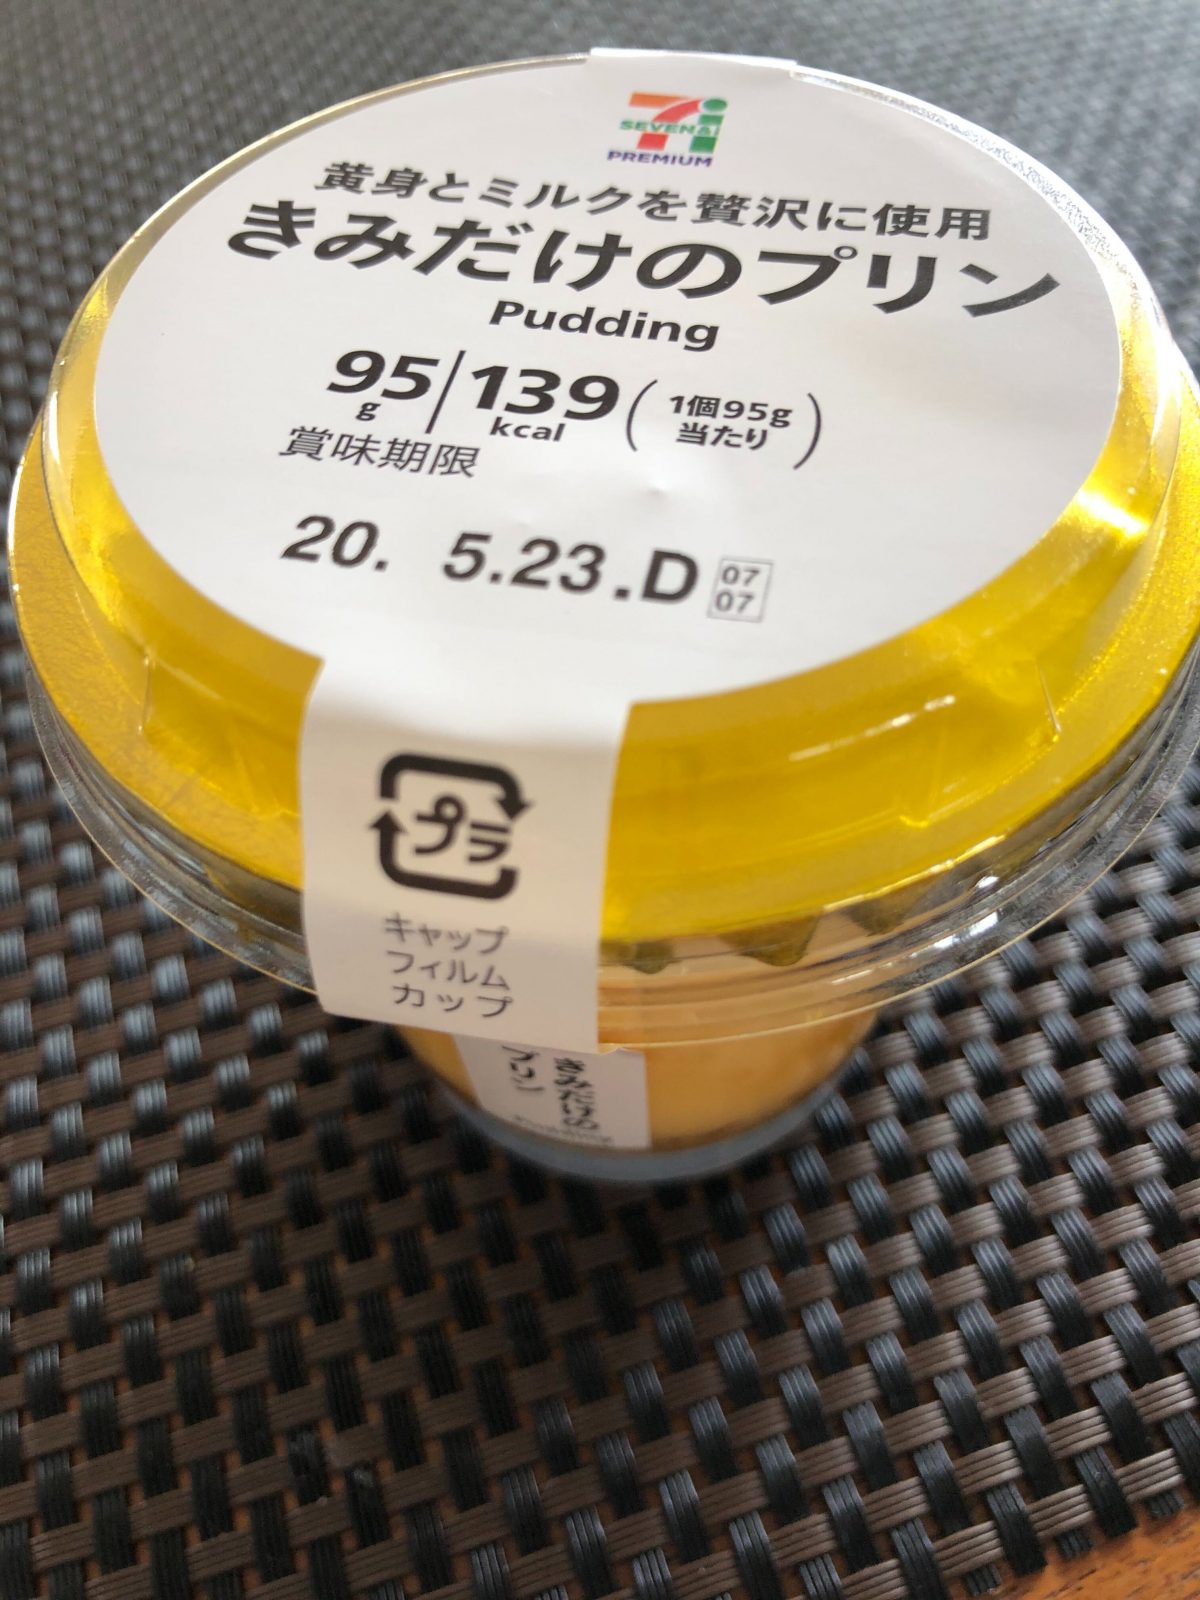 SEVEN&i
PREMIUM
黄身とミルクを贅沢に使用
きみだけのプリン
Pudding
95g 139kcal (1個95g当たり)
賞味期限
20. 5.23.D 07 07
プラ
キャップ
フィルム
カップ
きみだけの
プリン